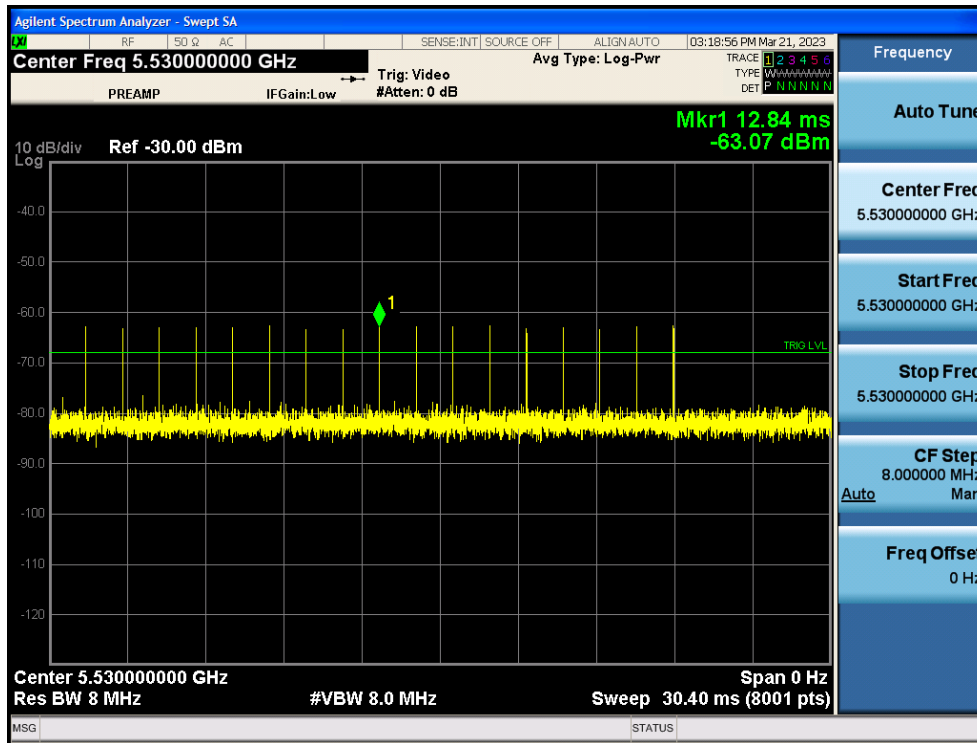 Agilent Spectrum Analyzer - Swept SA
LXI RF 50 Ω AC SENSE:INT SOURCE OFF ALIGN AUTO 03:18:56 PM Mar 21, 2023
Center Freq 5.530000000 GHz
PREAMP
IFGain:Low
Trig: Video
#Atten: 0 dB
Avg Type: Log-Pwr
TRACE 1 2 3 4 5 6
TYPE
DET P N N N N N
Mkr1 12.84 ms
-63.07 dBm
10 dB/div Ref -30.00 dBm
Log
-40.0
-50.0
-60.0
-70.0
-80.0
-90.0
-100
-110
-120
1
TRIG LVL
Center 5.530000000 GHz Span 0 Hz
Res BW 8 MHz #VBW 8.0 MHz Sweep 30.40 ms (8001 pts)
MSG STATUS
Frequency
Auto Tune
Center Freq
5.530000000 GHz
Start Freq
5.530000000 GHz
Stop Freq
5.530000000 GHz
CF Step
8.000000 MHz
Auto Man
Freq Offset
0 Hz